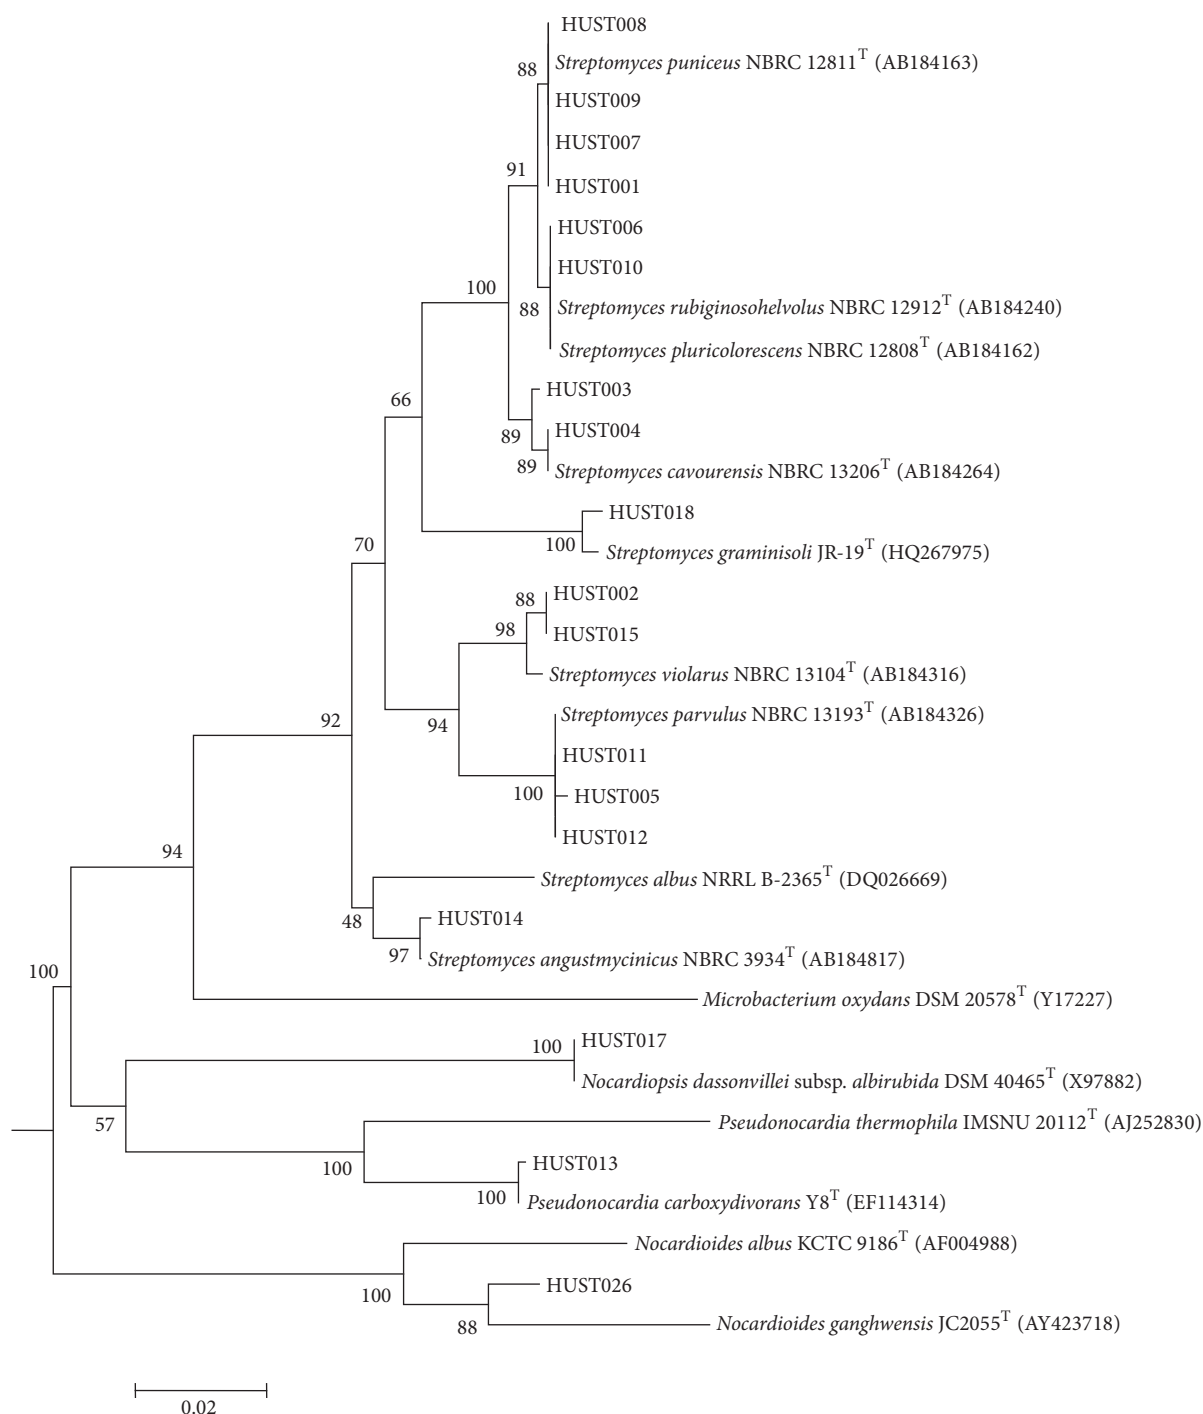 HUST008
88
Streptomyces puniceus NBRC 12811T (AB184163)
HUST009
HUST007
91
HUST001
HUST006
HUST010
100
88
Streptomyces rubiginosohelvolus NBRC 12912T (AB184240)
Streptomyces pluricolorescens NBRC 12808T (AB184162)
HUST003
66
HUST004
89
89
Streptomyces cavourensis NBRC 13206T (AB184264)
HUST018
70
100
Streptomyces graminisoli JR-19T (HQ267975)
HUST002
88
98
HUST015
Streptomyces violarus NBRC 13104T (AB184316)
Streptomyces parvulus NBRC 13193T (AB184326)
92
94
HUST011
100
HUST005
HUST012
94
Streptomyces albus NRRL B-2365T (DQ026669)
48
HUST014
97
Streptomyces angustmycinicus NBRC 3934T (AB184817)
100
Microbacterium oxydans DSM 20578T (Y17227)
100
HUST017
Nocardiopsis dassonvillei subsp. albirubida DSM 40465T (X97882)
57
Pseudonocardia thermophila IMSNU 20112T (AJ252830)
100
HUST013
100
Pseudonocardia carboxydivorans Y8T (EF114314)
Nocardioides albus KCTC 9186T (AF004988)
100
HUST026
88
Nocardioides ganghwensis JC2055T (AY423718)
0.02